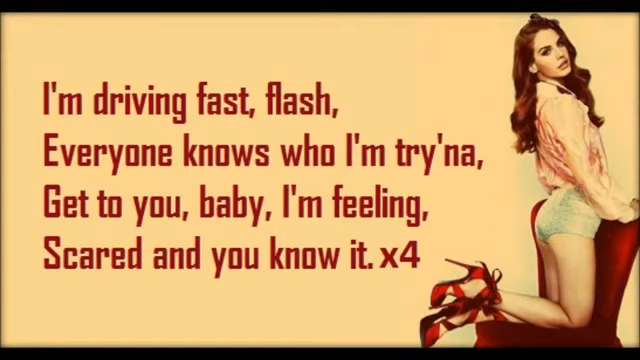 I'm driving fast, flash,
Everyone knows who I'm try'na,
Get to you, baby, I'm feeling,
Scared and you know it. x4